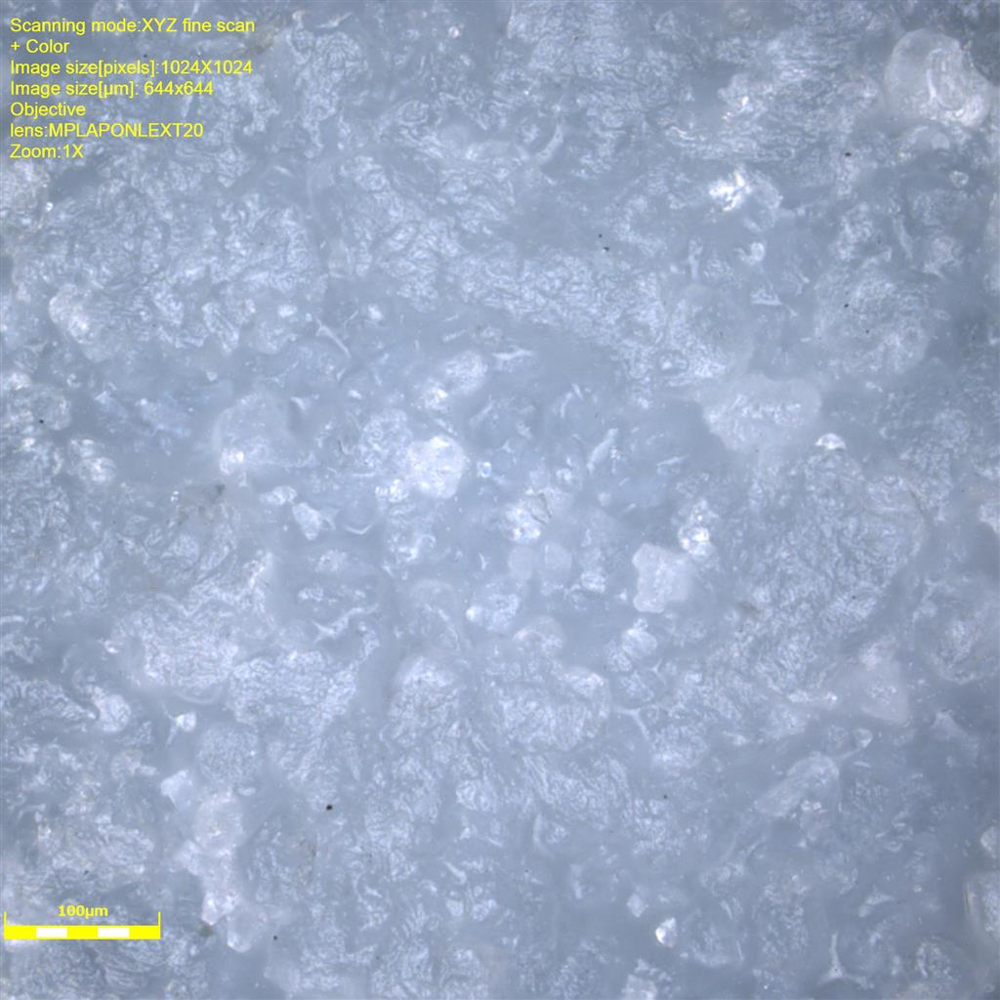 Scanning mode:XYZ fine scan
+ Color
Image size[pixels]:1024X1024
Image size[µm]: 644x644
Objective
lens:MPLAPONLEXT20
Zoom:1X
100µm